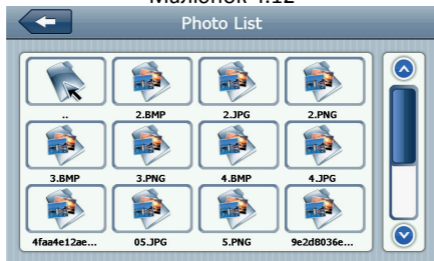 Малюнок 4.12
Photo List
..
2.BMP
2.JPG
2.PNG
3.BMP
3.PNG
4.BMP
4.JPG
4faa4e12ae...
05.JPG
5.PNG
9e2d8036e...